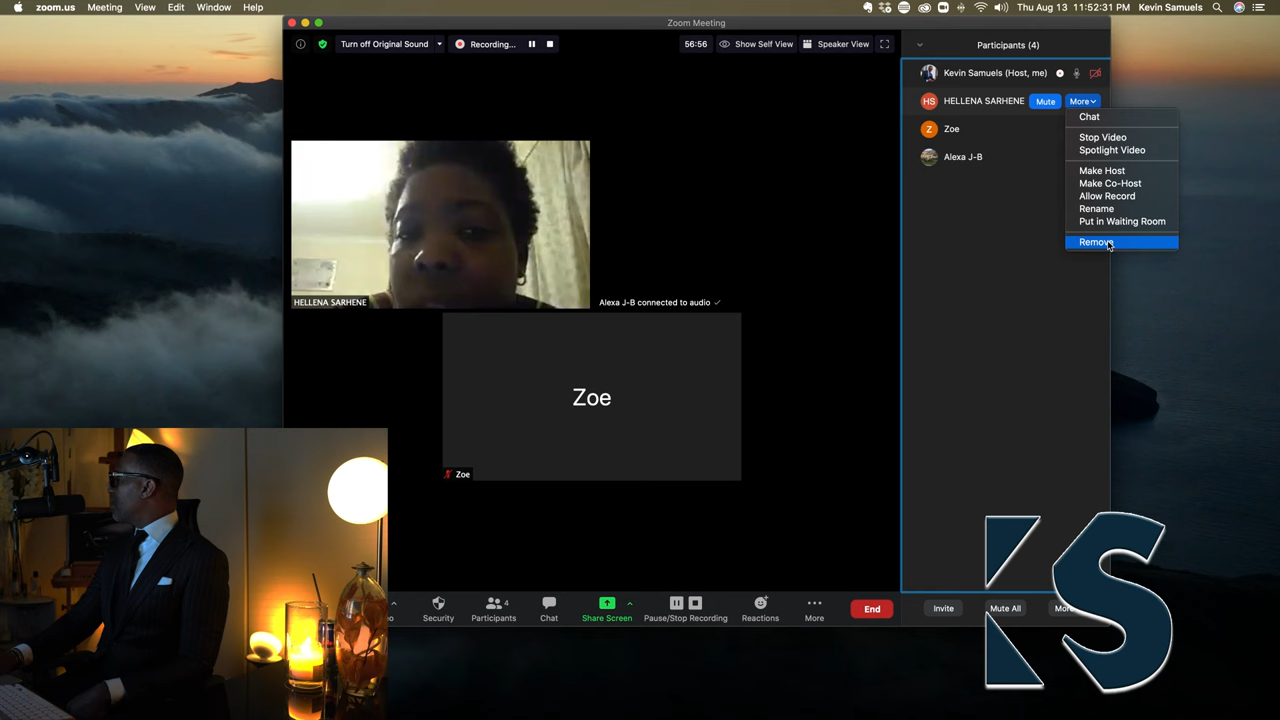 zoom.us Meeting View Edit Window Help
Thu Aug 13 11:52:31 PM Kevin Samuels
Zoom Meeting
Turn off Original Sound
Recording...
56:56
Show Self View
Speaker View
Participants (4)
Kevin Samuels (Host, me)
HS HELLENA SARHENE Mute More
Z Zoe
Alexa J-B
Chat
Stop Video
Spotlight Video
Make Host
Make Co-Host
Allow Record
Rename
Put in Waiting Room
Remove
HELLENA SARHENE
Alexa J-B connected to audio
Zoe
Zoe
Security
Participants 4
Chat
Share Screen
Pause/Stop Recording
Reactions
More
End
Invite
Mute All
KS